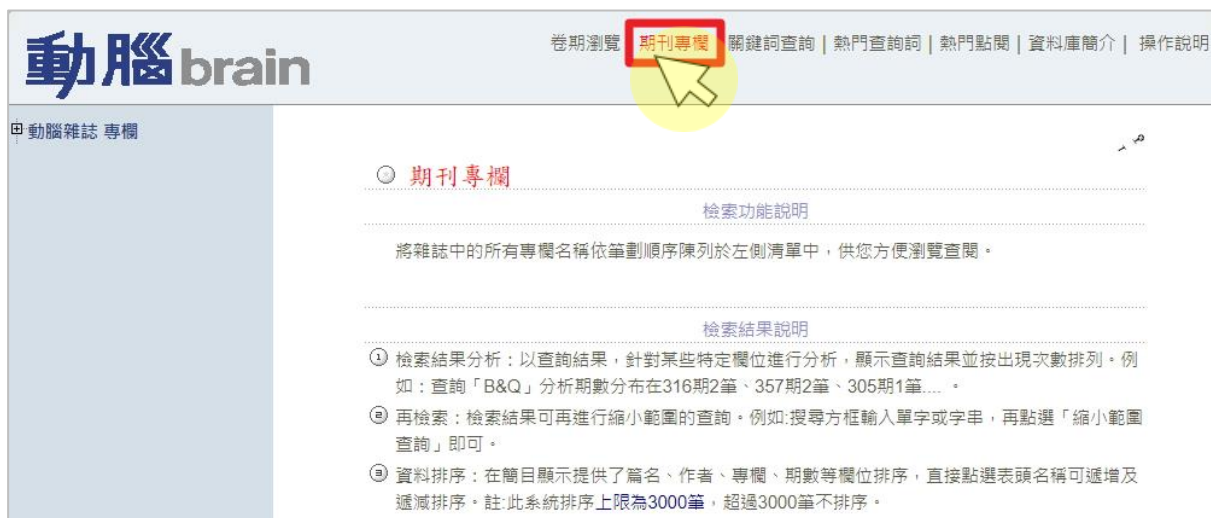 動腦brain
卷期瀏覽 期刊專欄 關鍵詞查詢 | 熱門查詢詞 | 熱門點閱 | 資料庫簡介 | 操作說明
動腦雜誌 專欄
期刊專欄
檢索功能說明
將雜誌中的所有專欄名稱依筆劃順序陳列於左側清單中，供您方便瀏覽查閱。
檢索結果說明
① 檢索結果分析：以查詢結果，針對某些特定欄位進行分析，顯示查詢結果並按出現次數排列。例
如：查詢「B&Q」分析期數分布在316期2筆、357期2筆、305期1筆.... 。
② 再檢索：檢索結果可再進行縮小範圍的查詢。例如:搜尋方框輸入單字或字串，再點選「縮小範圍
查詢」即可。
③ 資料排序：在簡目顯示提供了篇名、作者、專欄、期數等欄位排序，直接點選表頭名稱可遞增及
遞減排序。註:此系統排序上限為3000筆，超過3000筆不排序。